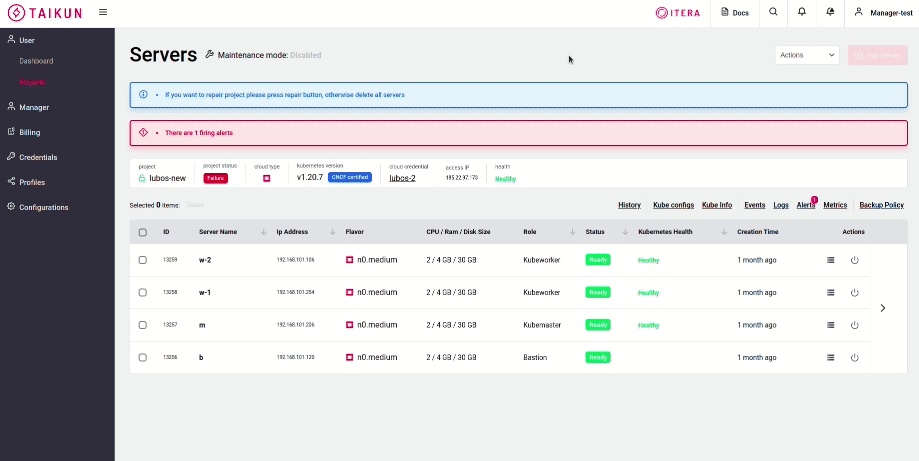 TAIKUN
ITERA
Docs
Manager-test
User
Dashboard
Projects
Manager
Billing
Credentials
Profiles
Configurations
Servers
Maintenance mode: Disabled
Actions
Add Server
If you want to repair project please press repair button, otherwise delete all servers
There are 1 firing alerts
project
lubos-new
project status
Failure
cloud type
kubernetes version
v1.20.7 CNCF certified
cloud credential
lubos-2
access IP
185.22.97.173
health
Healthy
Selected 0 items: Delete
History Kube configs Kube Info Events Logs Alerts 1 Metrics Backup Policy
ID Server Name Ip Address Flavor CPU / Ram / Disk Size Role Status Kubernetes Health Creation Time Actions
13259 w-2 192.168.101.106 n0.medium 2 / 4 GB / 30 GB Kubeworker Ready Healthy 1 month ago
13258 w-1 192.168.101.254 n0.medium 2 / 4 GB / 30 GB Kubeworker Ready Healthy 1 month ago
13257 m 192.168.101.206 n0.medium 2 / 4 GB / 30 GB Kubemaster Ready Healthy 1 month ago
13256 b 192.168.101.120 n0.medium 2 / 4 GB / 30 GB Bastion Ready 1 month ago